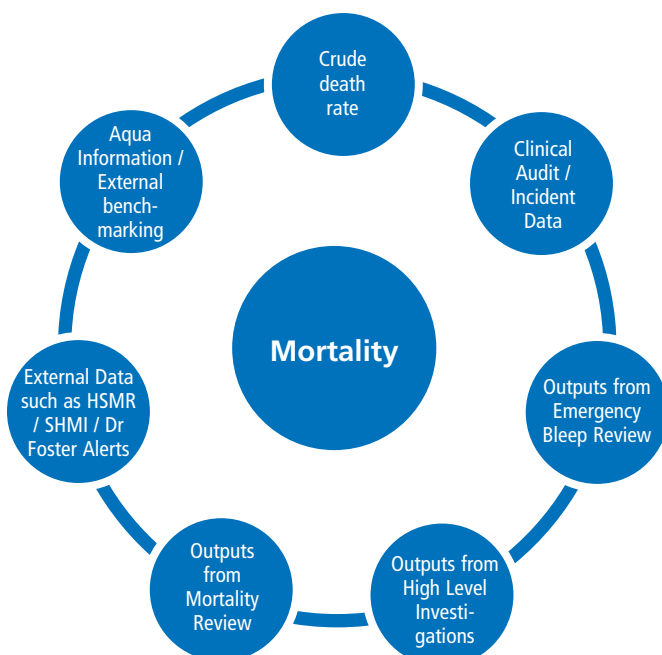 Crude
death
rate
Clinical
Audit /
Incident
Data
Outputs from
Emergency
Bleep Review
Outputs from
High Level
Investi-
gations
Outputs
from
Mortality
Review
External Data
such as HSMR
/ SHMI / Dr
Foster Alerts
Aqua
Information /
External
bench-
marking
Mortality